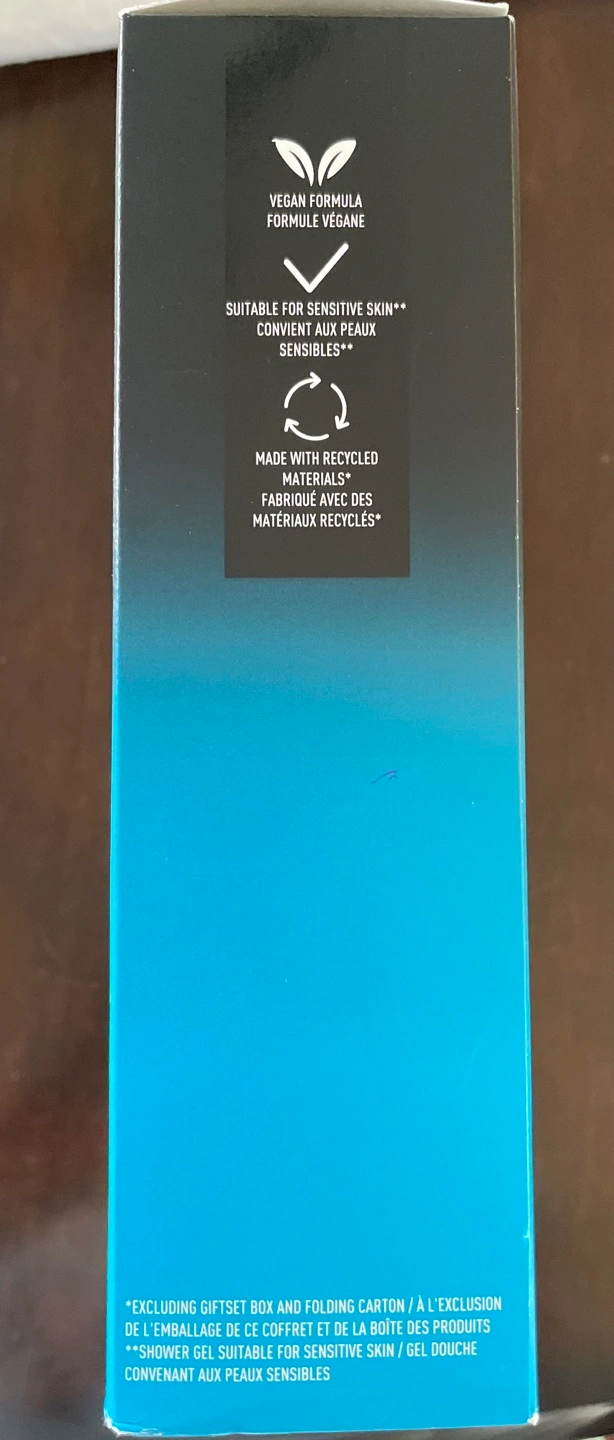 VEGAN FORMULA
FORMULE VÉGANE
SUITABLE FOR SENSITIVE SKIN**
CONVIENT AUX PEAUX
SENSIBLES**
MADE WITH RECYCLED
MATERIALS*
FABRIQUÉ AVEC DES
MATÉRIAUX RECYCLÉS*
*EXCLUDING GIFTSET BOX AND FOLDING CARTON / À L'EXCLUSION
DE L'EMBALLAGE DE CE COFFRET ET DE LA BOÎTE DES PRODUITS
**SHOWER GEL SUITABLE FOR SENSITIVE SKIN / GEL DOUCHE
CONVENANT AUX PEAUX SENSIBLES